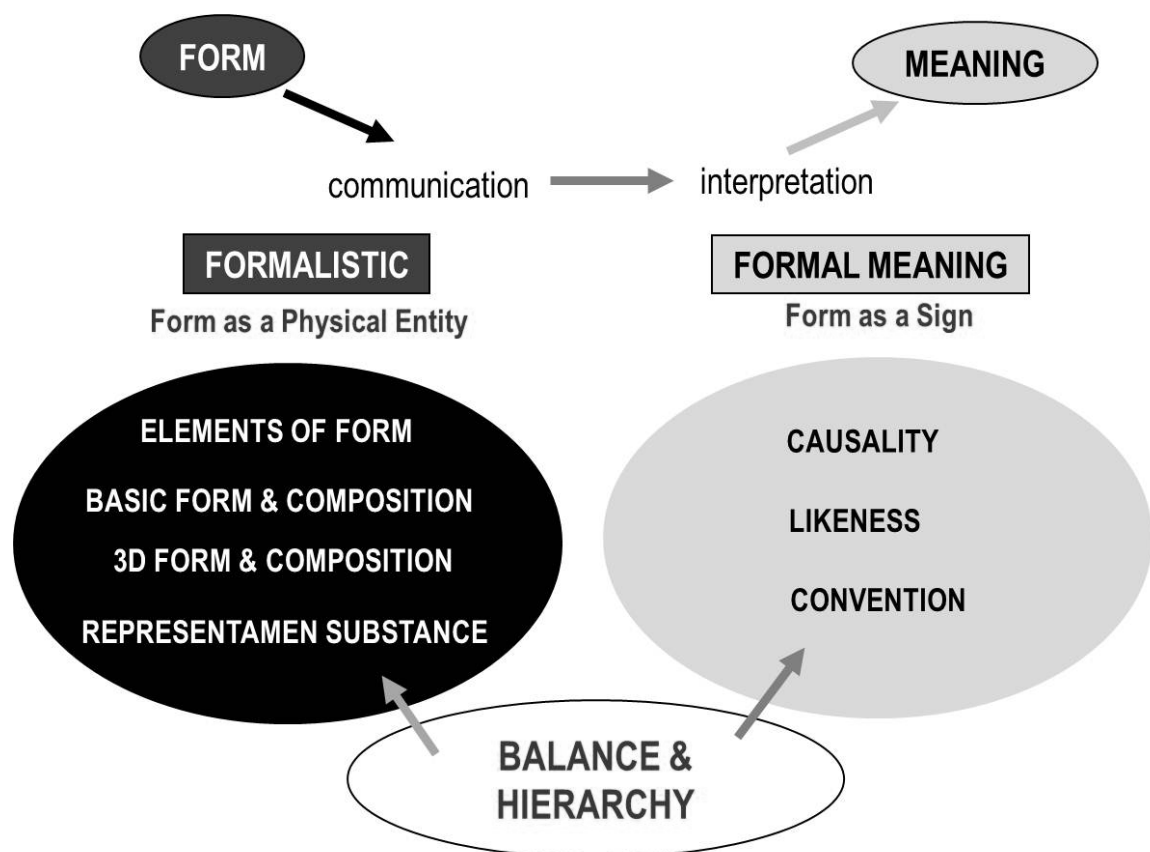 FORM
MEANING
communication
interpretation
FORMALISTIC
FORMAL MEANING
Form as a Physical Entity
Form as a Sign
ELEMENTS OF FORM
BASIC FORM & COMPOSITION
3D FORM & COMPOSITION
REPRESENTAMEN SUBSTANCE
CAUSALITY
LIKENESS
CONVENTION
BALANCE &
HIERARCHY